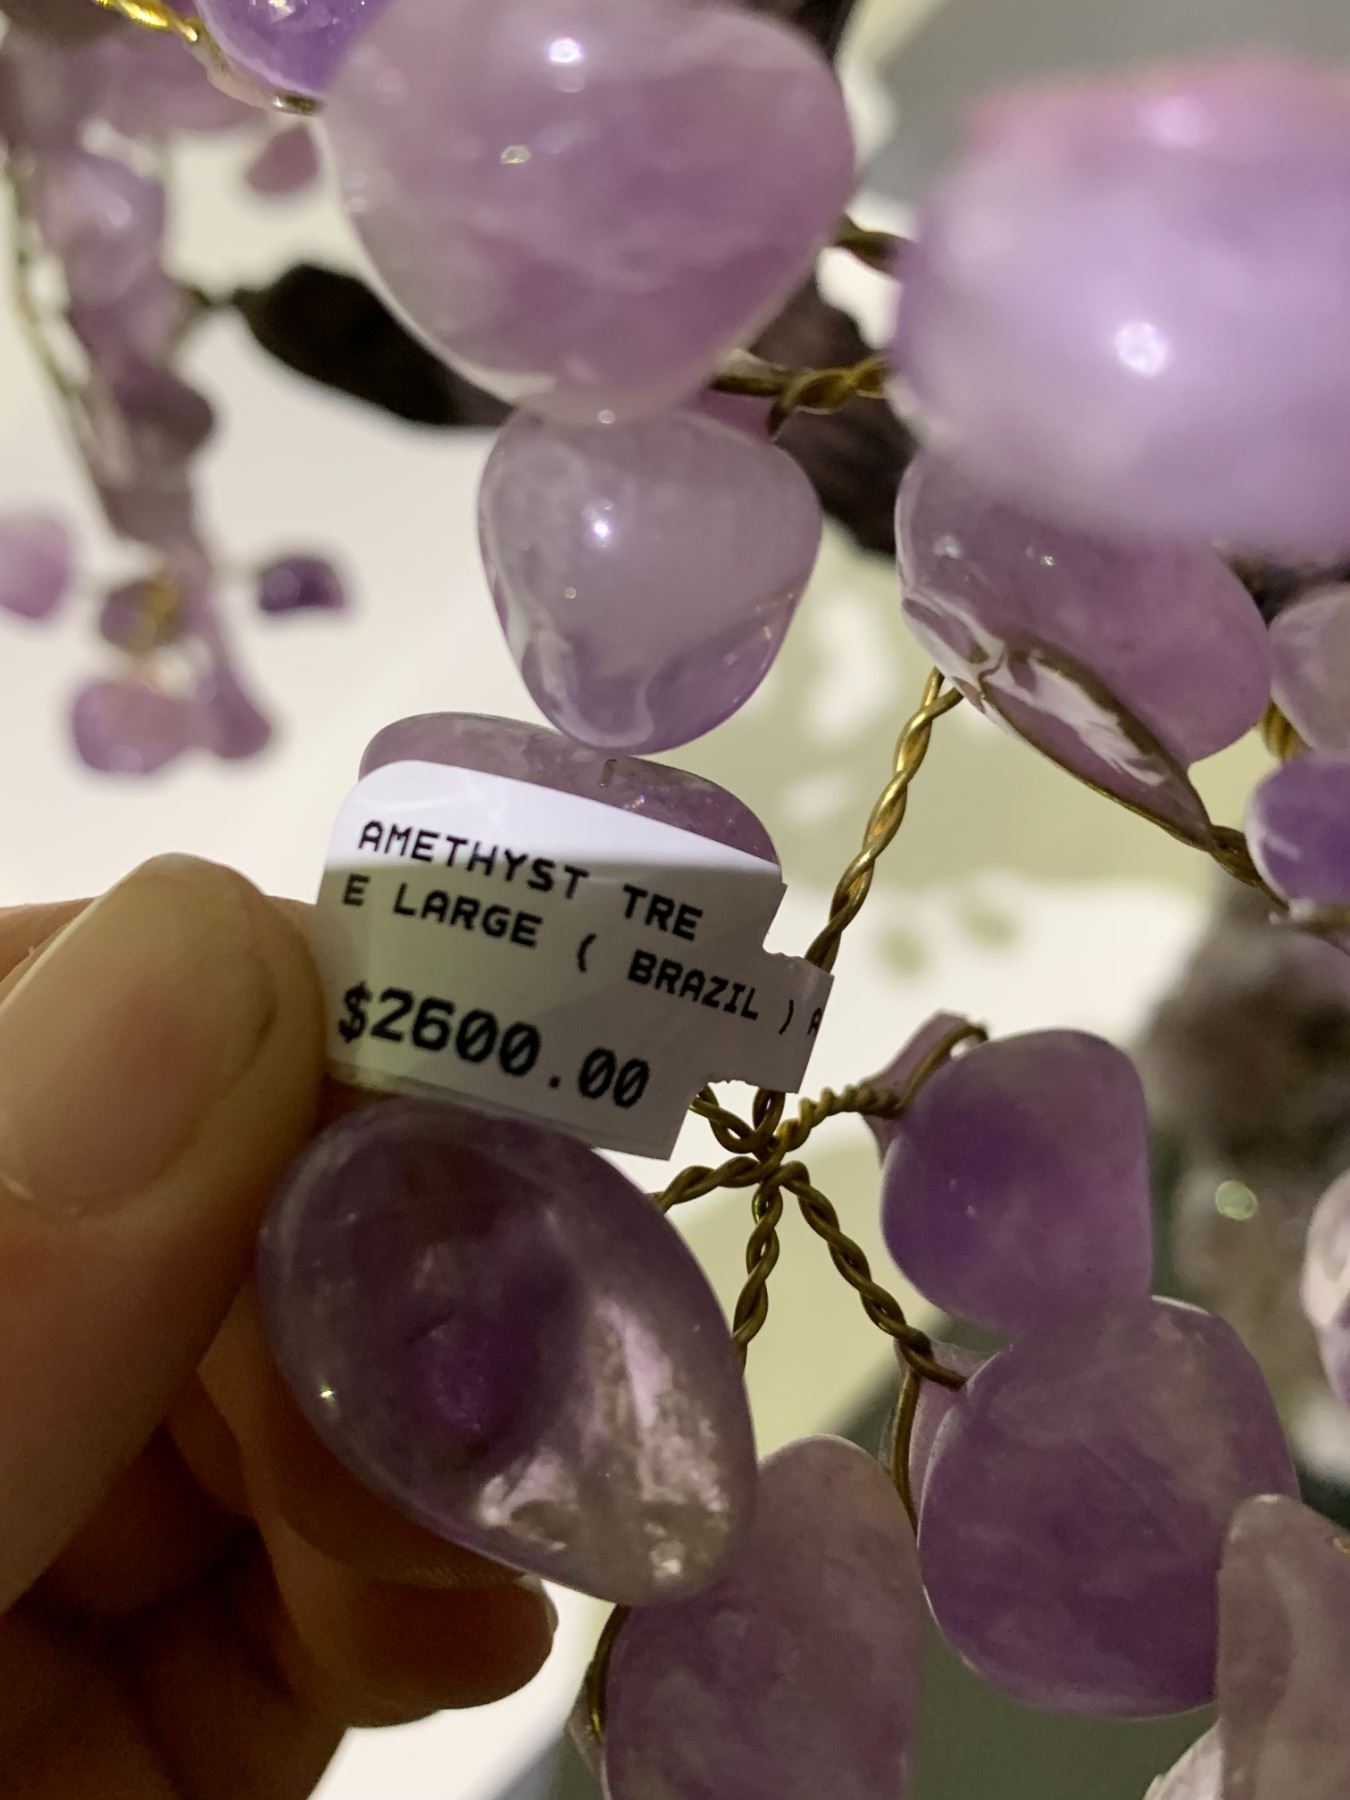 AMETHYST TRE
E LARGE ( BRAZIL )
$2600.00